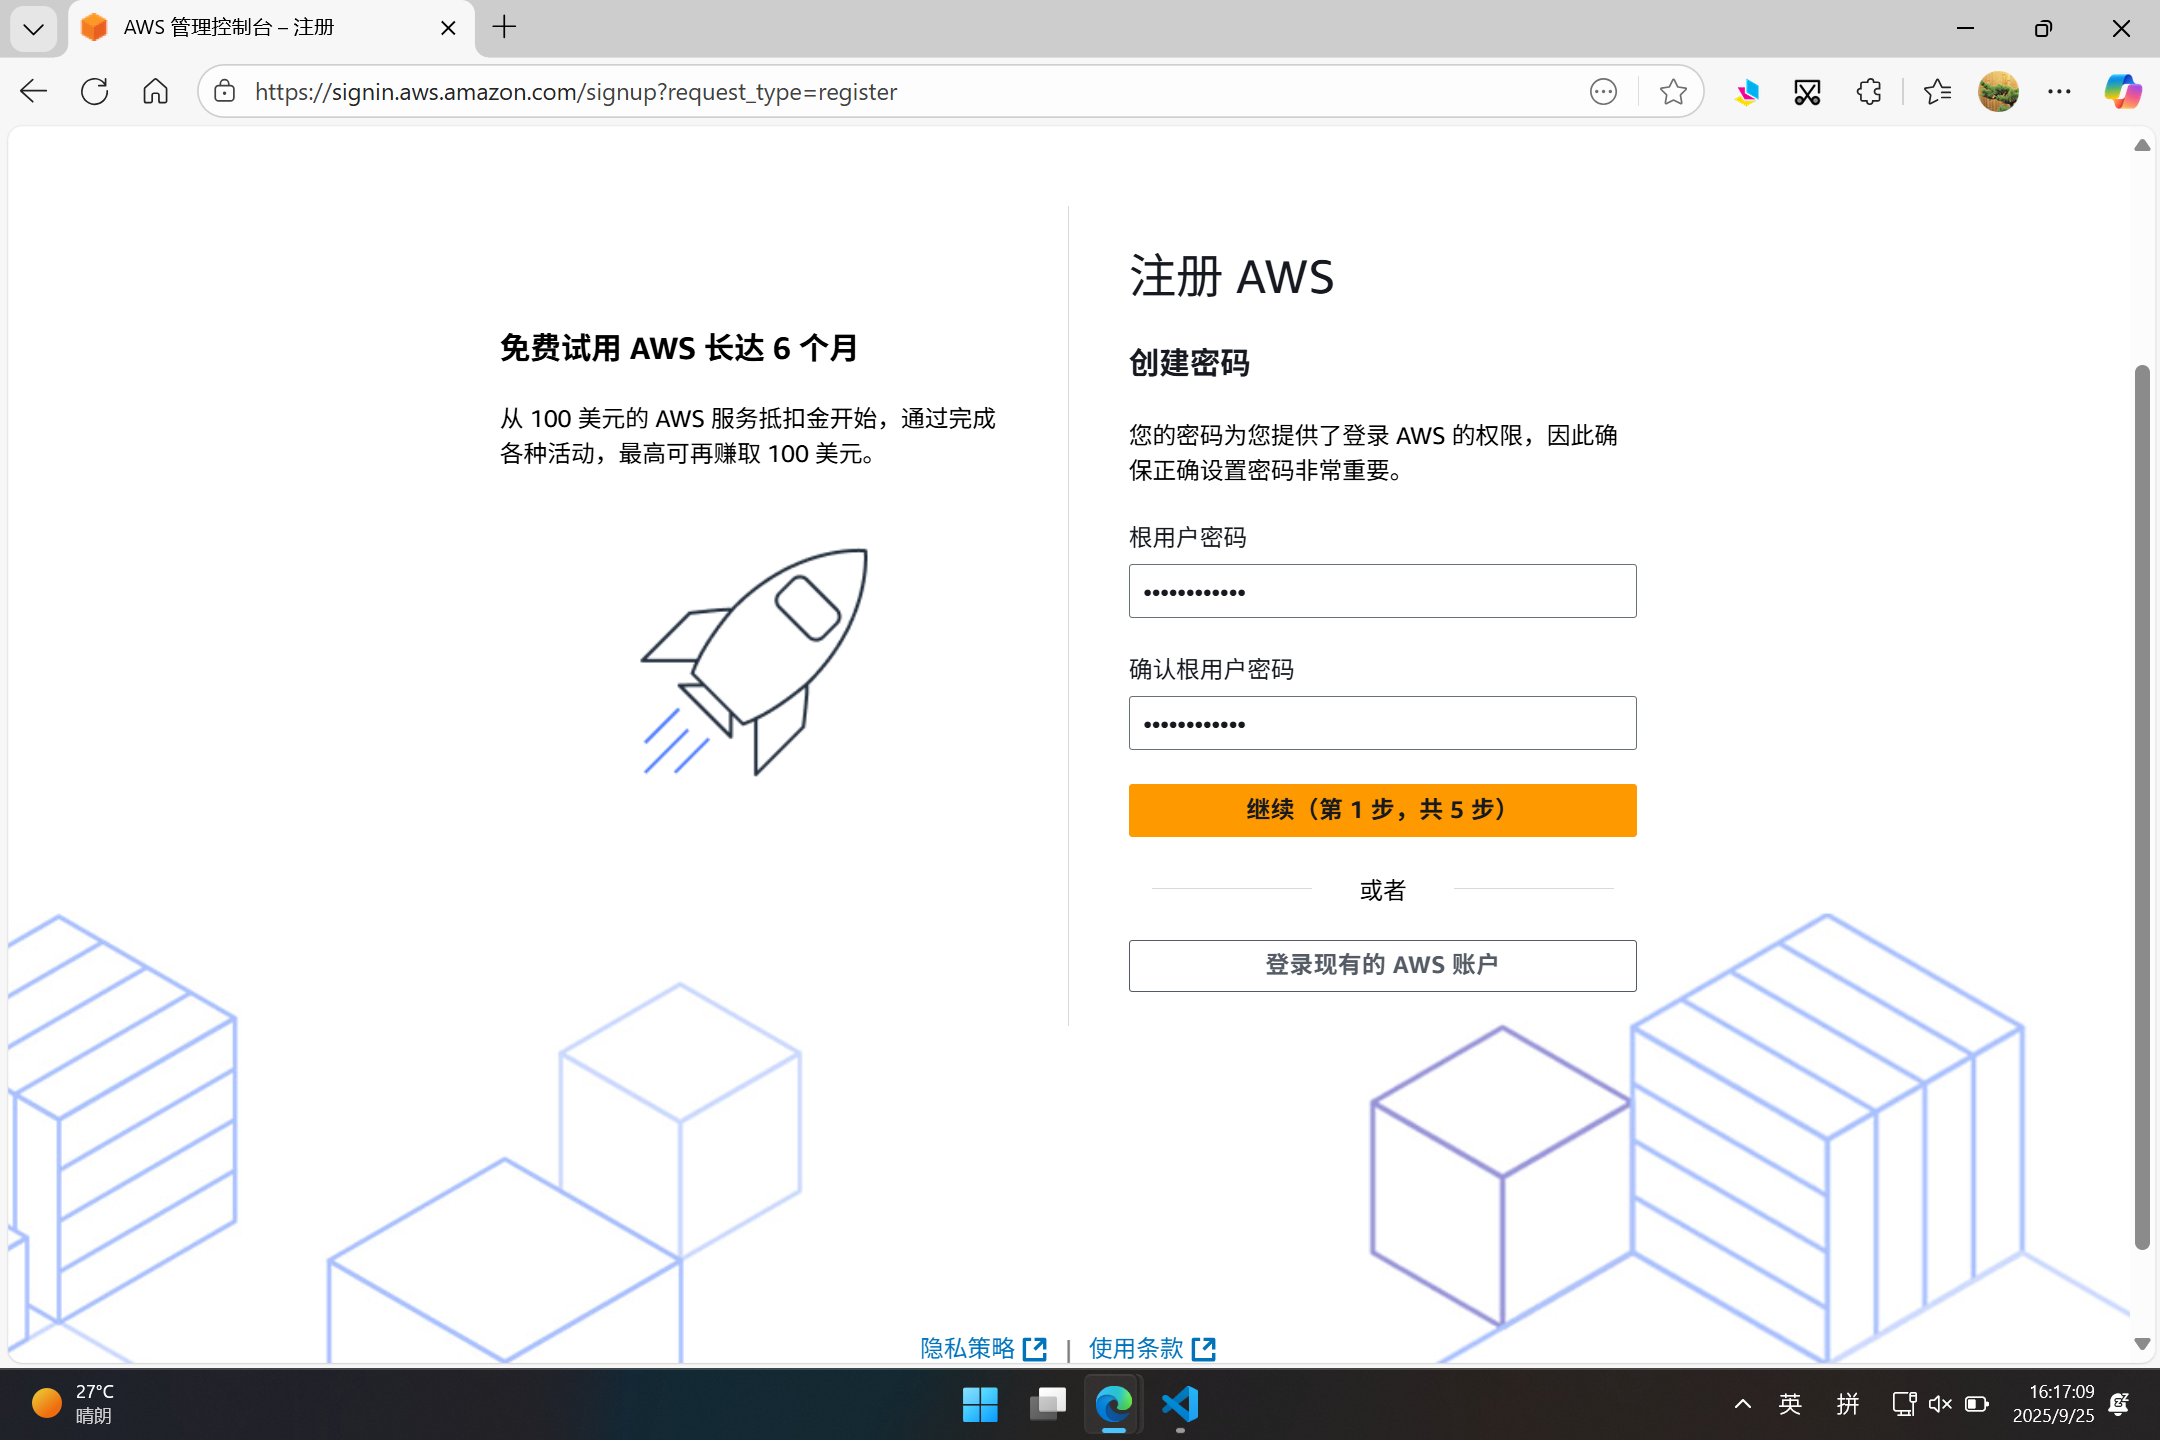 AWS 管理控制台 – 注册
https://signin.aws.amazon.com/signup?request_type=register
免费试用 AWS 长达 6 个月
从 100 美元的 AWS 服务抵扣金开始，通过完成
各种活动，最高可再赚取 100 美元。
注册 AWS
创建密码
您的密码为您提供了登录 AWS 的权限，因此确
保正确设置密码非常重要。
根用户密码
••••••••••••
确认根用户密码
••••••••••••
继续（第 1 步，共 5 步）
或者
登录现有的 AWS 账户
隐私策略 | 使用条款
27°C
晴朗
英 拼
16:17:09
2025/9/25